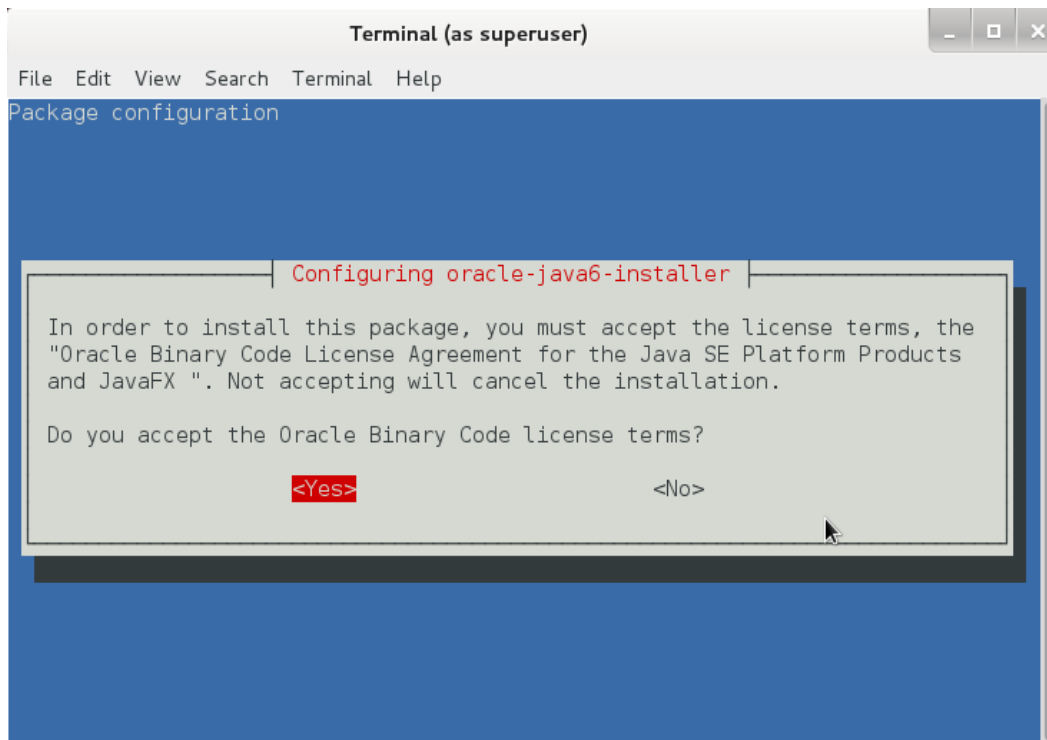 Terminal (as superuser)
File Edit View Search Terminal Help
Package configuration
Configuring oracle-java6-installer
In order to install this package, you must accept the license terms, the
"Oracle Binary Code License Agreement for the Java SE Platform Products
and JavaFX ". Not accepting will cancel the installation.
Do you accept the Oracle Binary Code license terms?
<Yes> <No>